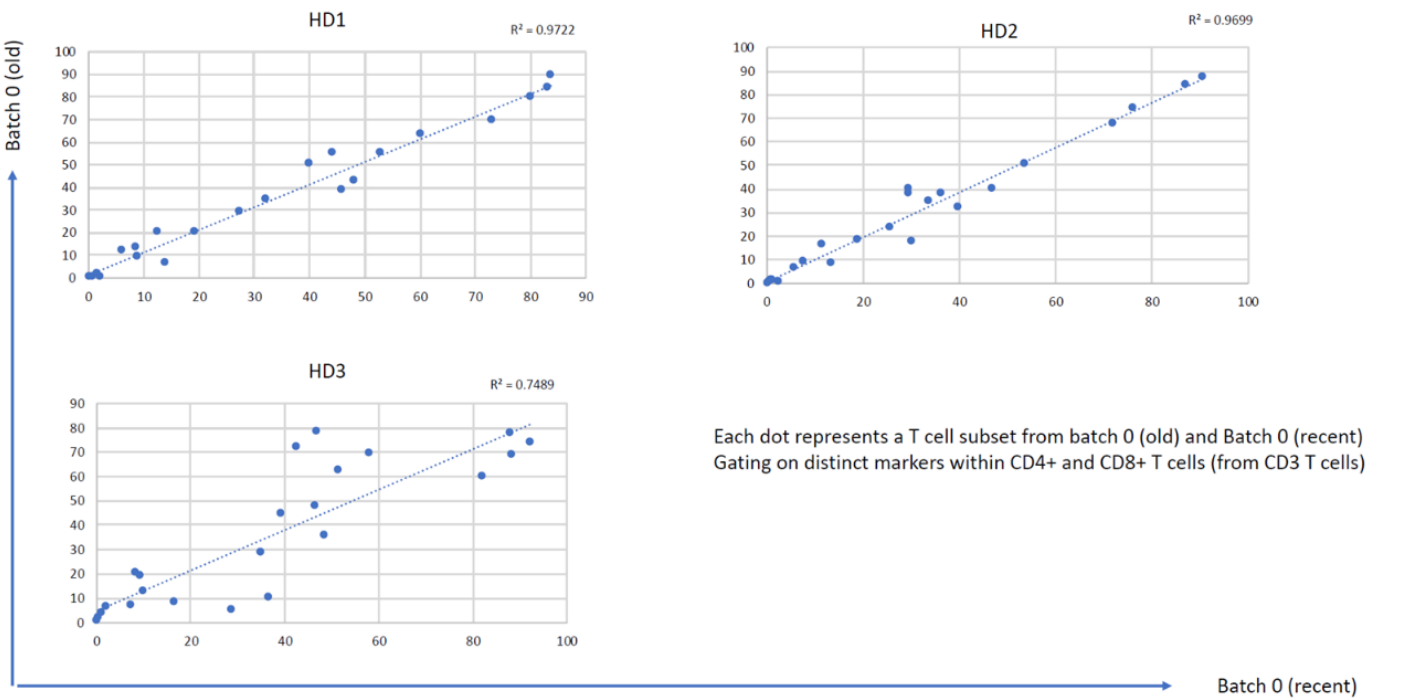 HD1
R² = 0.9722
Batch 0 (old)
100
90
80
70
60
50
40
30
20
10
0
0 10 20 30 40 50 60 70 80 90
HD2
R² = 0.9699
100
90
80
70
60
50
40
30
20
10
0
0 20 40 60 80 100
HD3
R² = 0.7489
90
80
70
60
50
40
30
20
10
0
0 20 40 60 80 100
Each dot represents a T cell subset from batch 0 (old) and Batch 0 (recent)
Gating on distinct markers within CD4+ and CD8+ T cells (from CD3 T cells)
Batch 0 (recent)